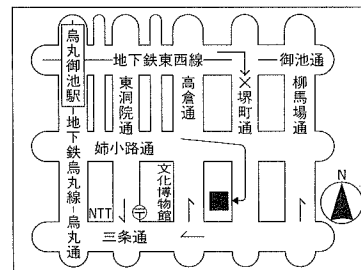 烏丸御池駅
地下鉄東西線
御池通
東洞院通
高倉通
堺町通
柳馬場通
姉小路通
地下鉄烏丸線
烏丸通
文化博物館
NTT
〒
三条通
N